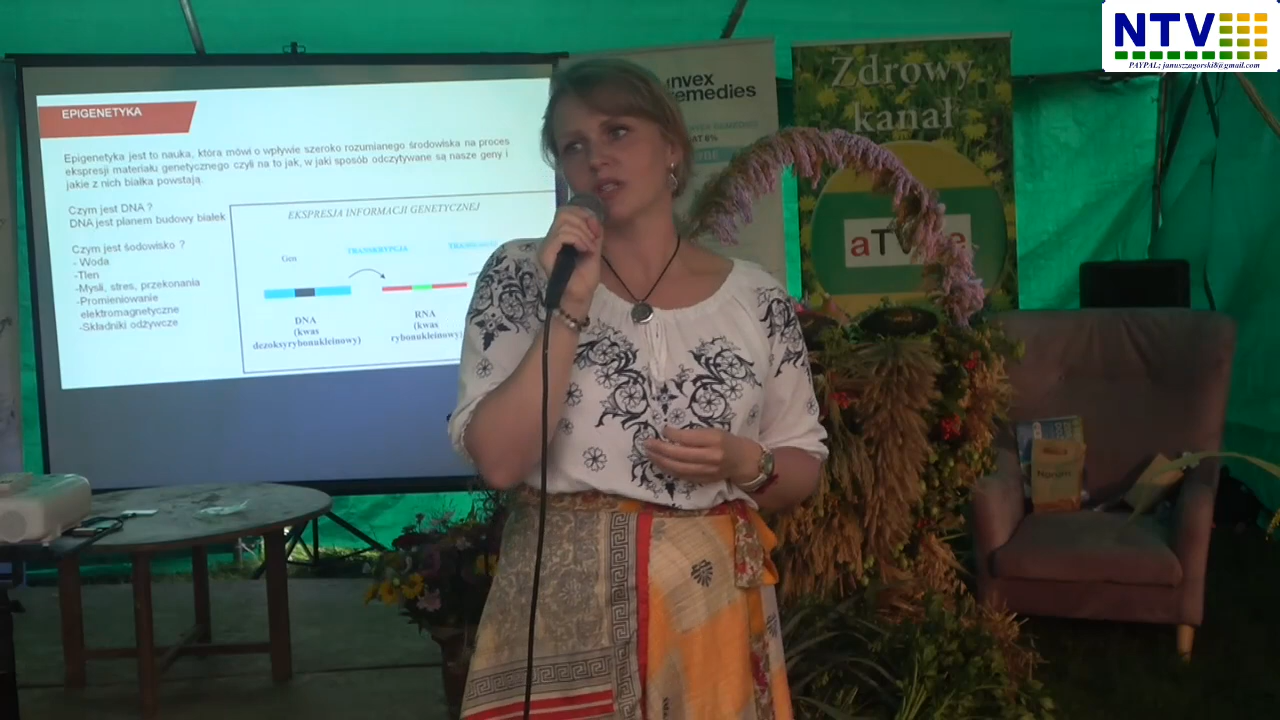 NTV
PAYPAL: januszzagorski8@gmail.com
EPIGENETYKA
Epigenetyka jest to nauka, która mówi o wpływie szeroko rozumianego środowiska na proces
ekspresji materiału genetycznego czyli na to jak, w jaki sposób odczytywane są nasze geny i
jakie z nich białka powstają.
Czym jest DNA ?
DNA jest planem budowy białek
Czym jest śodowisko ?
- Woda
-Tlen
-Mysli, stres, przekonania
-Promieniowanie
elektromagnetyczne
-Składniki odżywcze
EKSPRESJA INFORMACJI GENETYCZNEJ
TRANSKRYPCJA
Gen
DNA
(kwas
dezoksyrybonukleinowy)
RNA
(kwas
rybonukleinowy)
invex
remedies
Zdrowy
kanał